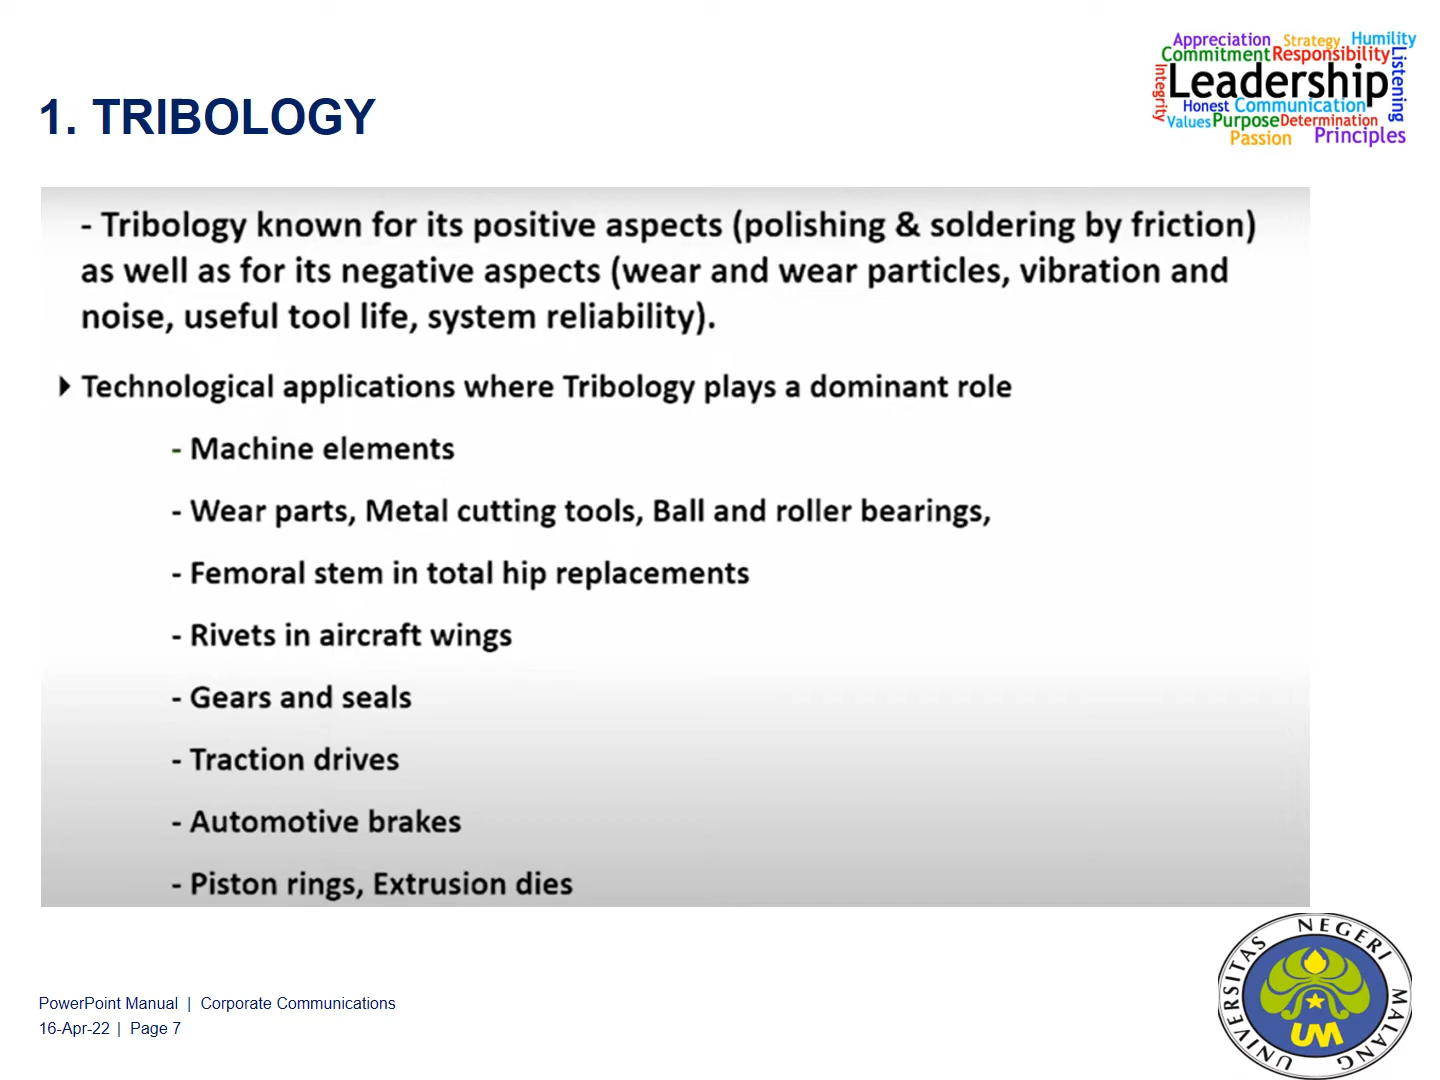 1. TRIBOLOGY
Appreciation Strategy Humility
Commitment Responsibility
Integrity Leadership Listening
Honest Communication
Values Purpose Determination
Passion Principles
- Tribology known for its positive aspects (polishing & soldering by friction)
as well as for its negative aspects (wear and wear particles, vibration and
noise, useful tool life, system reliability).
Technological applications where Tribology plays a dominant role
- Machine elements
- Wear parts, Metal cutting tools, Ball and roller bearings,
- Femoral stem in total hip replacements
- Rivets in aircraft wings
- Gears and seals
- Traction drives
- Automotive brakes
- Piston rings, Extrusion dies
UNIVERSITAS NEGERI MALANG
UM
PowerPoint Manual | Corporate Communications
16-Apr-22 | Page 7